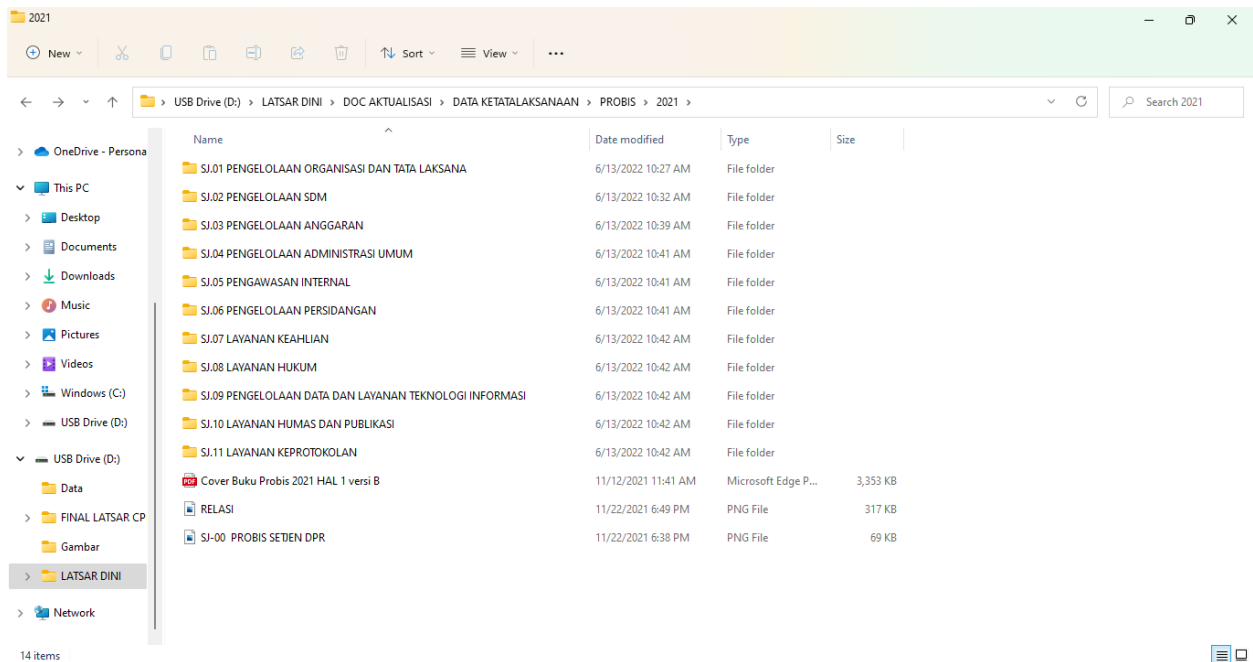 2021
New Sort View ...
USB Drive (D:) > LATSAR DINI > DOC AKTUALISASI > DATA KETATALAKSANAAN > PROBIS > 2021 > Search 2021
Name Date modified Type Size
SJ.01 PENGELOLAAN ORGANISASI DAN TATA LAKSANA 6/13/2022 10:27 AM File folder
SJ.02 PENGELOLAAN SDM 6/13/2022 10:32 AM File folder
SJ.03 PENGELOLAAN ANGGARAN 6/13/2022 10:39 AM File folder
SJ.04 PENGELOLAAN ADMINISTRASI UMUM 6/13/2022 10:41 AM File folder
SJ.05 PENGAWASAN INTERNAL 6/13/2022 10:41 AM File folder
SJ.06 PENGELOLAAN PERSIDANGAN 6/13/2022 10:41 AM File folder
SJ.07 LAYANAN KEAHLIAN 6/13/2022 10:42 AM File folder
SJ.08 LAYANAN HUKUM 6/13/2022 10:42 AM File folder
SJ.09 PENGELOLAAN DATA DAN LAYANAN TEKNOLOGI INFORMASI 6/13/2022 10:42 AM File folder
SJ.10 LAYANAN HUMAS DAN PUBLIKASI 6/13/2022 10:42 AM File folder
SJ.11 LAYANAN KEPROTOKOLAN 6/13/2022 10:42 AM File folder
PDF Cover Buku Probis 2021 HAL 1 versi B 11/12/2021 11:41 AM Microsoft Edge P... 3,353 KB
RELASI 11/22/2021 6:49 PM PNG File 317 KB
SJ-00 PROBIS SETJEN DPR 11/22/2021 6:38 PM PNG File 69 KB
OneDrive - Persona
This PC
Desktop
Documents
Downloads
Music
Pictures
Videos
Windows (C:)
USB Drive (D:)
USB Drive (D:)
Data
FINAL LATSAR CP
Gambar
LATSAR DINI
Network
14 items